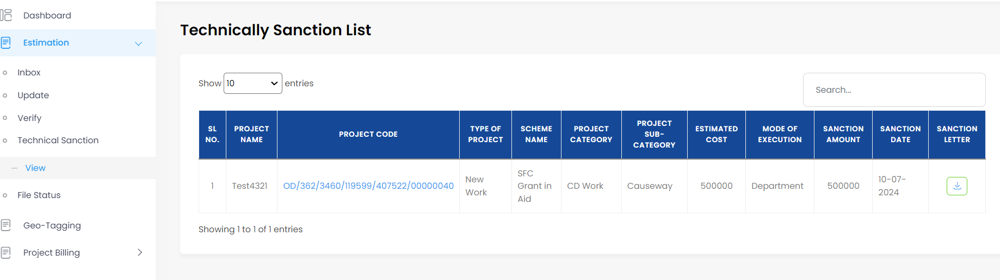 Dashboard
Estimation
Inbox
Update
Verify
Technical Sanction
View
File Status
Geo-Tagging
Project Billing
Technically Sanction List
Show 10 entries
Search...
SL NO.
PROJECT NAME
PROJECT CODE
TYPE OF PROJECT
SCHEME NAME
PROJECT CATEGORY
PROJECT SUB-CATEGORY
ESTIMATED COST
MODE OF EXECUTION
SANCTION AMOUNT
SANCTION DATE
SANCTION LETTER
1
Test4321
OD/362/3460/119599/407522/00000040
New Work
SFC Grant in Aid
CD Work
Causeway
500000
Department
500000
10-07-2024
Showing 1 to 1 of 1 entries